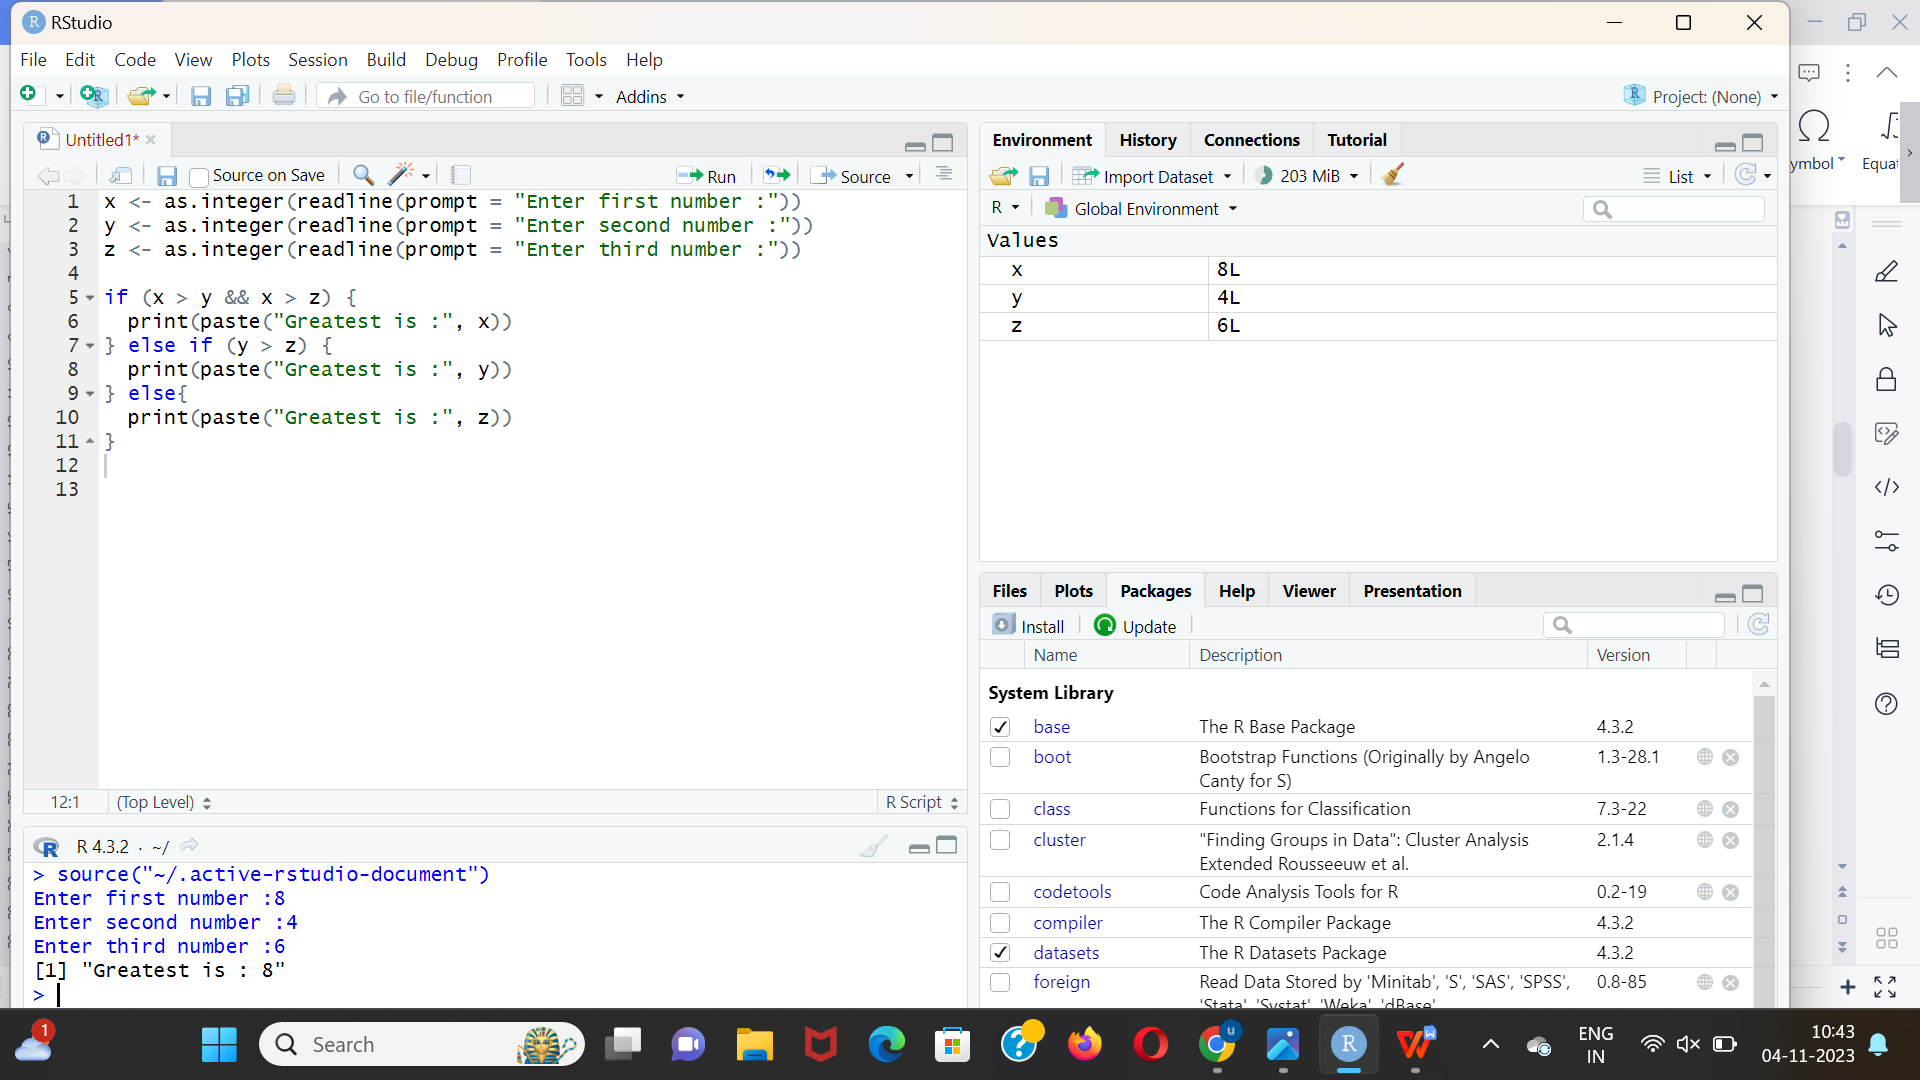 RStudio
File Edit Code View Plots Session Build Debug Profile Tools Help
Go to file/function Addins Project: (None)
Untitled1*
Source on Save Run Source
1 x <- as.integer(readline(prompt = "Enter first number :"))
2 y <- as.integer(readline(prompt = "Enter second number :"))
3 z <- as.integer(readline(prompt = "Enter third number :"))
4
5 if (x > y && x > z) {
6 print(paste("Greatest is :", x))
7 } else if (y > z) {
8 print(paste("Greatest is :", y))
9 } else{
10 print(paste("Greatest is :", z))
11 }
12
13
12:1 (Top Level) R Script
R 4.3.2 · ~/
> source("~/.active-rstudio-document")
Enter first number :8
Enter second number :4
Enter third number :6
[1] "Greatest is : 8"
>
Environment History Connections Tutorial
Import Dataset 203 MiB List
R Global Environment
Values
x 8L
y 4L
z 6L
Files Plots Packages Help Viewer Presentation
Install Update
Name Description Version
System Library
base The R Base Package 4.3.2
boot Bootstrap Functions (Originally by Angelo 1.3-28.1
Canty for S)
class Functions for Classification 7.3-22
cluster "Finding Groups in Data": Cluster Analysis 2.1.4
Extended Rousseeuw et al.
codetools Code Analysis Tools for R 0.2-19
compiler The R Compiler Package 4.3.2
datasets The R Datasets Package 4.3.2
foreign Read Data Stored by 'Minitab', 'S', 'SAS', 'SPSS', 0.8-85
'Stata', 'Systat', 'Weka', 'dBase',
ymbol Equat
1 Search ENG 10:43
IN 04-11-2023